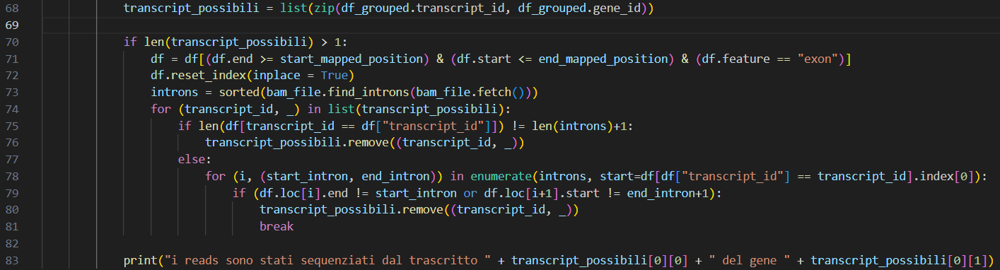 68 transcript_possibili = list(zip(df_grouped.transcript_id, df_grouped.gene_id))
69
70 if len(transcript_possibili) > 1:
71 df = df[(df.end >= start_mapped_position) & (df.start <= end_mapped_position) & (df.feature == "exon")]
72 df.reset_index(inplace = True)
73 introns = sorted(bam_file.find_introns(bam_file.fetch()))
74 for (transcript_id, _) in list(transcript_possibili):
75 if len(df[transcript_id == df["transcript_id"]]) != len(introns)+1:
76 transcript_possibili.remove((transcript_id, _))
77 else:
78 for (i, (start_intron, end_intron)) in enumerate(introns, start=df[df["transcript_id"] == transcript_id].index[0]):
79 if (df.loc[i].end != start_intron or df.loc[i+1].start != end_intron+1):
80 transcript_possibili.remove((transcript_id, _))
81 break
82
83 print("i reads sono stati sequenziati dal trascritto " + transcript_possibili[0][0] + " del gene " + transcript_possibili[0][1])